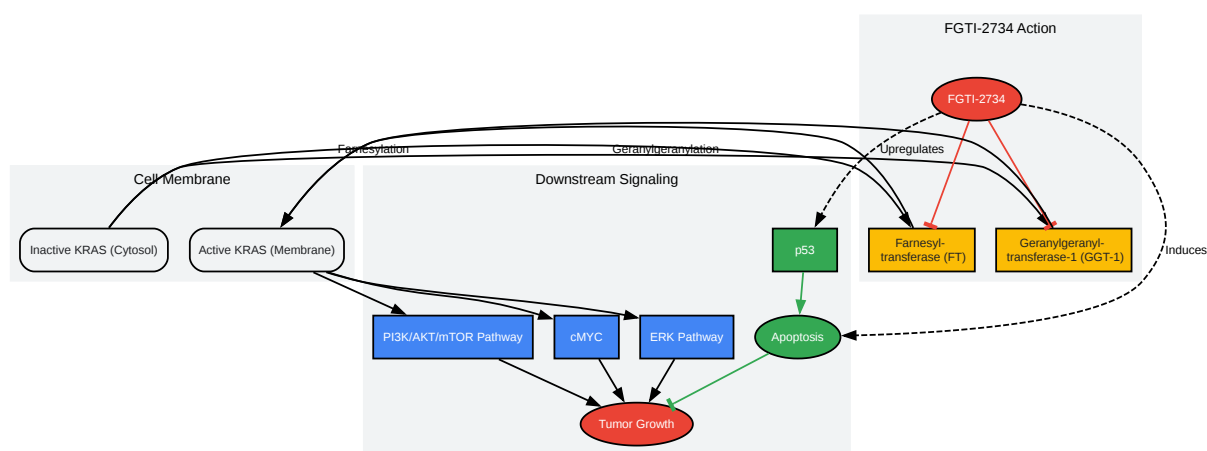 FGTI-2734 Action
FGTI-2734
Farnesylation
Geranylgeranylation
Upregulates
Cell Membrane
Downstream Signaling
Inactive KRAS (Cytosol)
Active KRAS (Membrane)
p53
Farnesyl-
transferase (FT)
Geranylgeranyl-
transferase-1 (GGT-1)
Induces
PI3K/AKT/mTOR Pathway
cMYC
ERK Pathway
Apoptosis
Tumor Growth